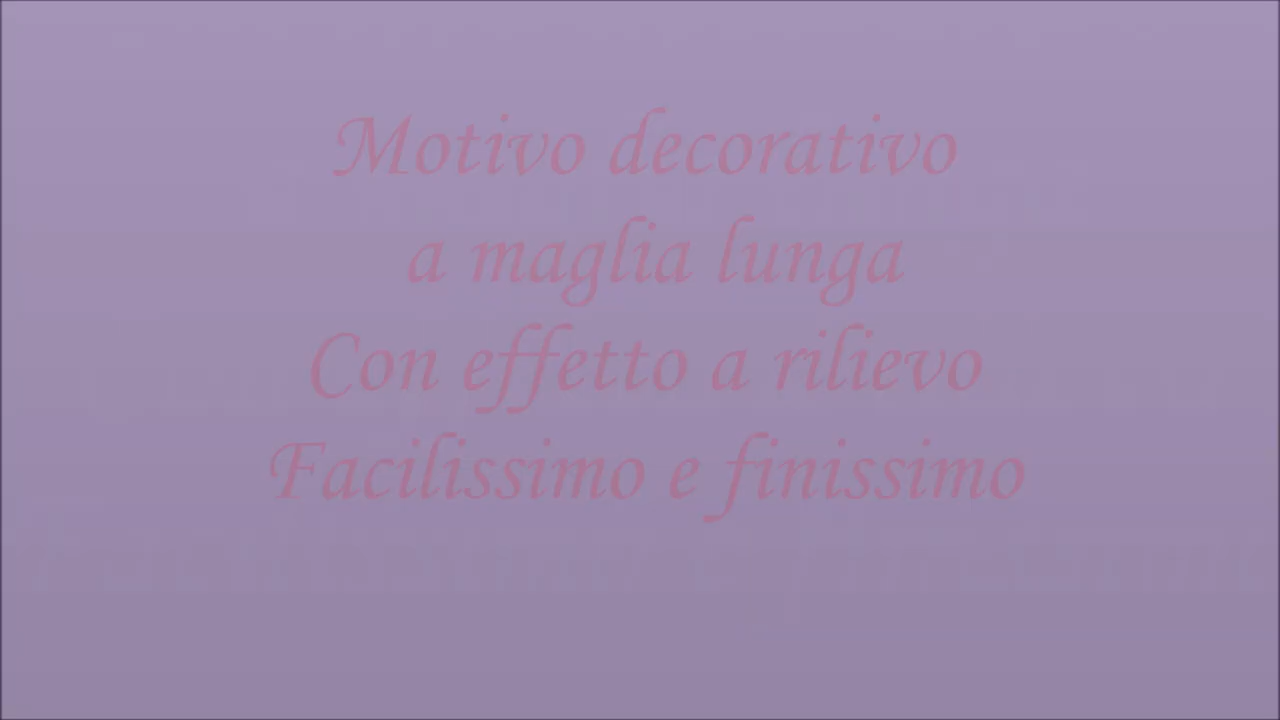 Motivo decorativo
a maglia lunga
Con effetto a rilievo
Facilissimo e finissimo